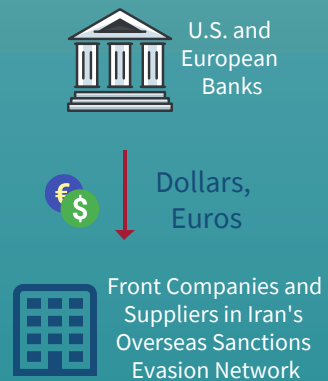 U.S. and
European
Banks
€
$
Dollars,
Euros
Front Companies and
Suppliers in Iran's
Overseas Sanctions
Evasion Network